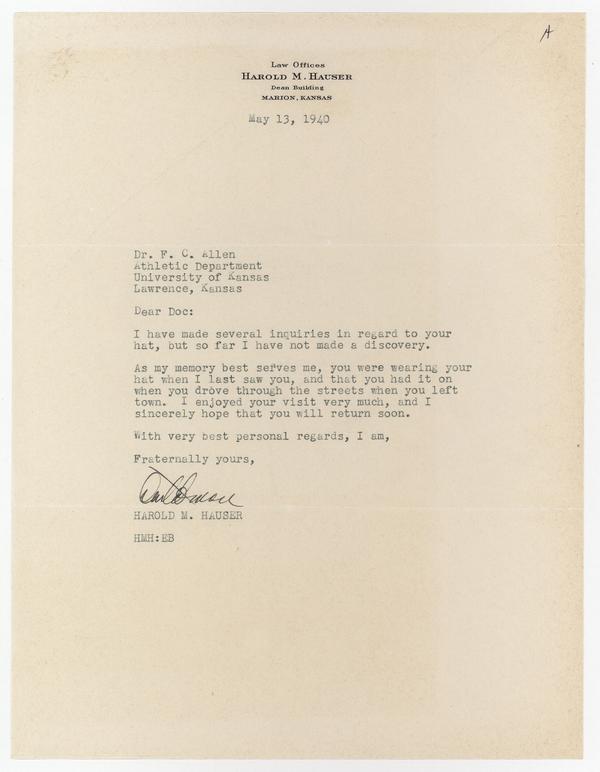 A
Law Offices
HAROLD M. HAUSER
Dean Building
MARION, KANSAS
May 13, 1940
Dr. F. C. Allen
Athletic Department
University of Kansas
Lawrence, Kansas
Dear Doc:
I have made several inquiries in regard to your
hat, but so far I have not made a discovery.
As my memory best serves me, you were wearing your
hat when I last saw you, and that you had it on
when you drove through the streets when you left
town. I enjoyed your visit very much, and I
sincerely hope that you will return soon.
With very best personal regards, I am,
Fraternally yours,
HAROLD M. HAUSER
HMH:EB